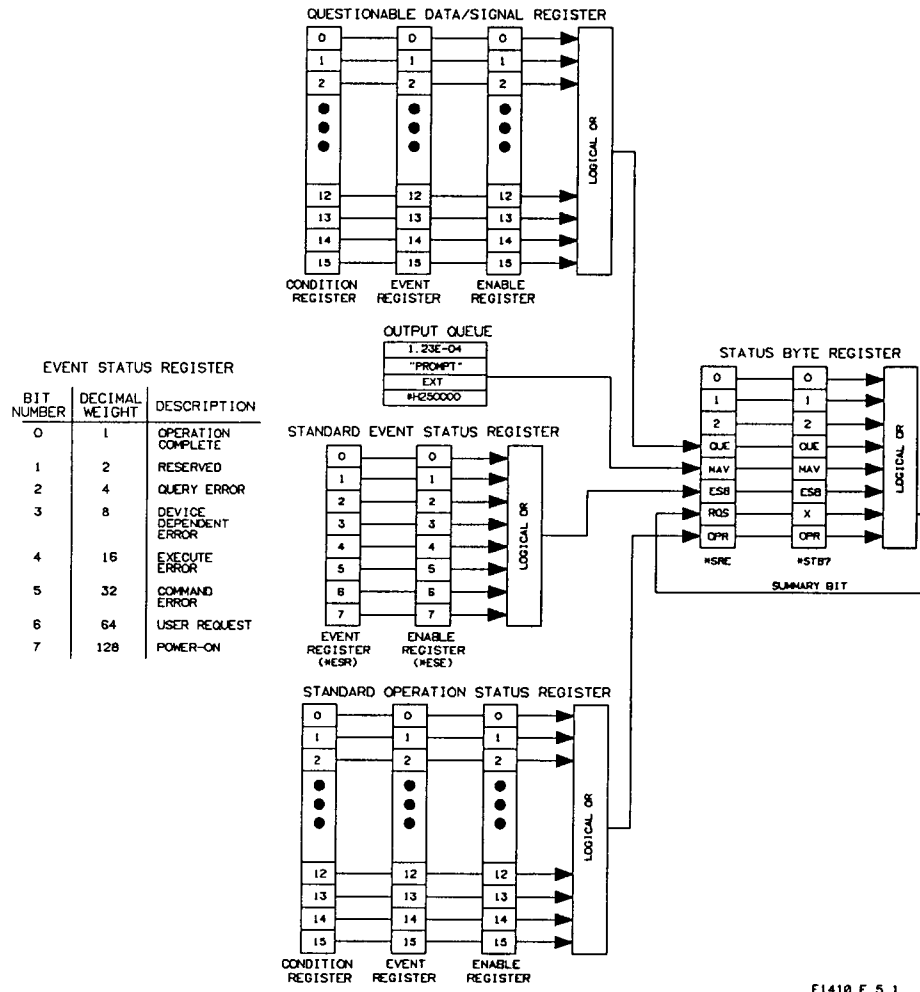 QUESTIONABLE DATA/SIGNAL REGISTER
0 0 0
1 1 1
2 2 2
12 12 12
13 13 13
14 14 14
15 15 15
LOGICAL OR
CONDITION REGISTER
EVENT REGISTER
ENABLE REGISTER
OUTPUT QUEUE
1.23E-04
"PROMPT"
EXT
#H250000
EVENT STATUS REGISTER
BIT NUMBER DECIMAL WEIGHT DESCRIPTION
0 1 OPERATION COMPLETE
1 2 RESERVED
2 4 QUERY ERROR
3 8 DEVICE DEPENDENT ERROR
4 16 EXECUTE ERROR
5 32 COMMAND ERROR
6 64 USER REQUEST
7 128 POWER-ON
STANDARD EVENT STATUS REGISTER
0 0
1 1
2 2
3 3
4 4
5 5
6 6
7 7
LOGICAL OR
EVENT REGISTER (*ESR)
ENABLE REGISTER (*ESE)
STATUS BYTE REGISTER
0 0
1 1
2 2
QUE QUE
MAV MAV
ESB ESB
RQS X
OPR OPR
LOGICAL OR
*SRE *STB?
SUMMARY BIT
STANDARD OPERATION STATUS REGISTER
0 0 0
1 1 1
2 2 2
12 12 12
13 13 13
14 14 14
15 15 15
LOGICAL OR
CONDITION REGISTER
EVENT REGISTER
ENABLE REGISTER
E1410 F 5.1